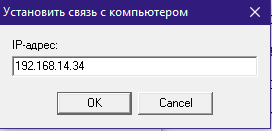 Установить связь с компьютером
IP-адрес:
192.168.14.34
OK
Cancel